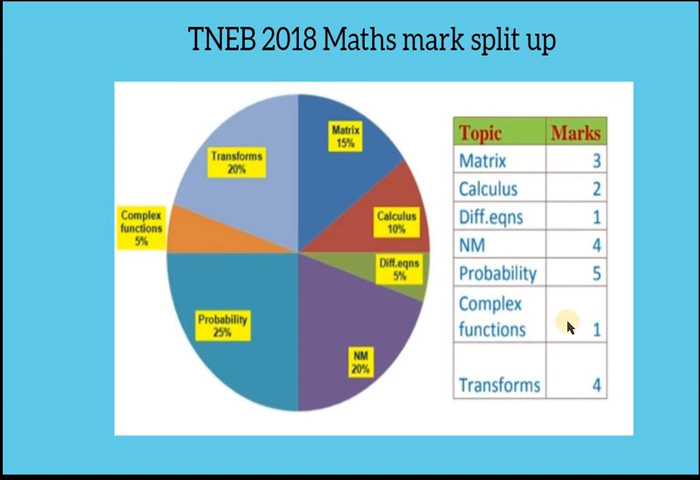 TNEB 2018 Maths mark split up
Matrix
15%
Transforms
20%
Calculus
10%
Complex
functions
5%
Diff.eqns
5%
Probability
25%
NM
20%
Topic Marks
Matrix 3
Calculus 2
Diff.eqns 1
NM 4
Probability 5
Complex
functions 1
Transforms 4